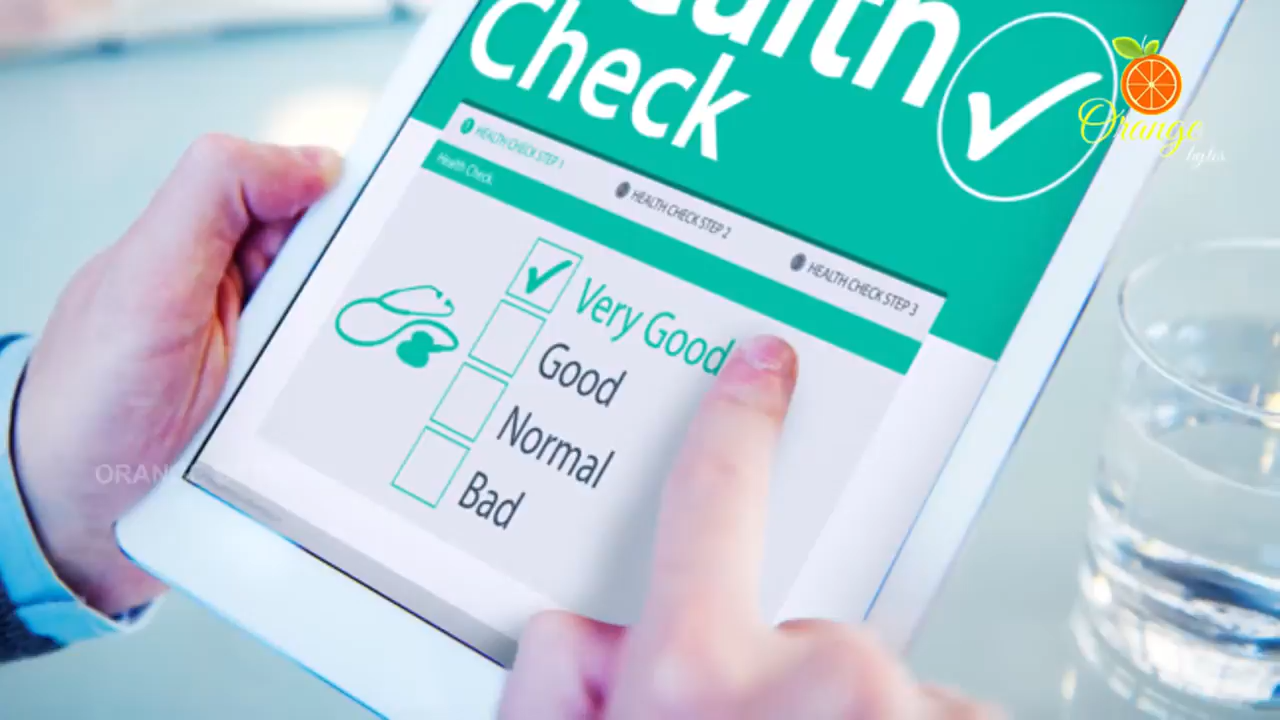 Health
Check
HEALTH CHECK STEP 1
HEALTH CHECK STEP 2
HEALTH CHECK STEP 3
Health Check
Very Good
Good
Normal
Bad
Orange
ORAN